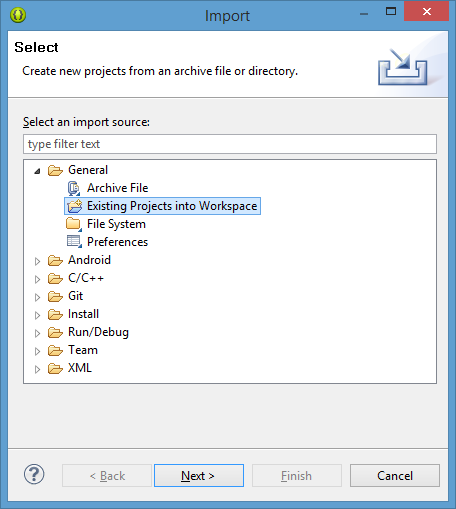 Import
Select
Create new projects from an archive file or directory.
Select an import source:
type filter text
General
Archive File
Existing Projects into Workspace
File System
Preferences
Android
C/C++
Git
Install
Run/Debug
Team
XML
? < Back Next > Finish Cancel